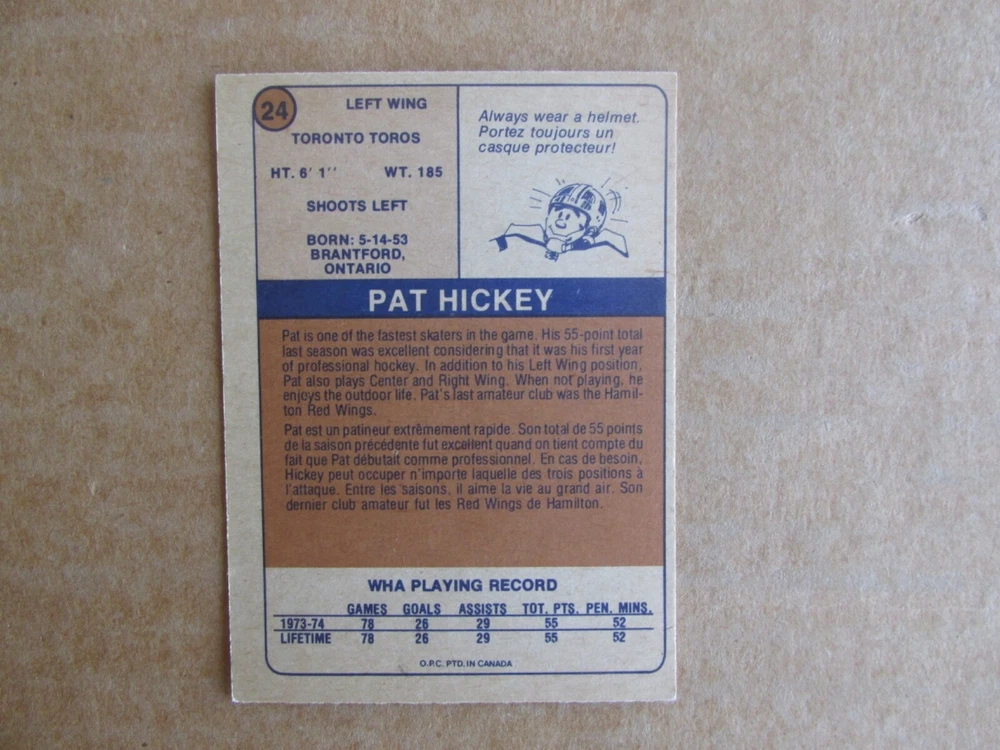 24
LEFT WING
TORONTO TOROS
HT. 6' 1'' WT. 185
SHOOTS LEFT
BORN: 5-14-53
BRANTFORD,
ONTARIO
Always wear a helmet.
Portez toujours un
casque protecteur!
PAT HICKEY
Pat is one of the fastest skaters in the game. His 55-point total
last season was excellent considering that it was his first year
of professional hockey. In addition to his Left Wing position,
Pat also plays Center and Right Wing. When not playing, he
enjoys the outdoor life. Pat's last amateur club was the Hamil-
ton Red Wings.
Pat est un patineur extrêmement rapide. Son total de 55 points
de la saison précédente fut excellent quand on tient compte du
fait que Pat débutait comme professionnel. En cas de besoin,
Hickey peut occuper n'importe laquelle des trois positions à
l'attaque. Entre les saisons, il aime la vie au grand air. Son
dernier club amateur fut les Red Wings de Hamilton.
WHA PLAYING RECORD
GAMES GOALS ASSISTS TOT. PTS. PEN. MINS.
1973-74 78 26 29 55 52
LIFETIME 78 26 29 55 52
O.P.C. PTD. IN CANADA